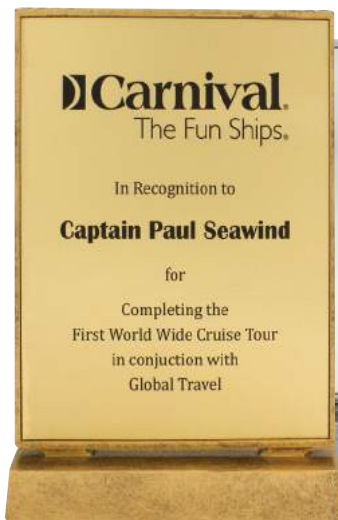 Carnival.
The Fun Ships.
In Recognition to
Captain Paul Seawind
for
Completing the
First World Wide Cruise Tour
in conjuction with
Global Travel